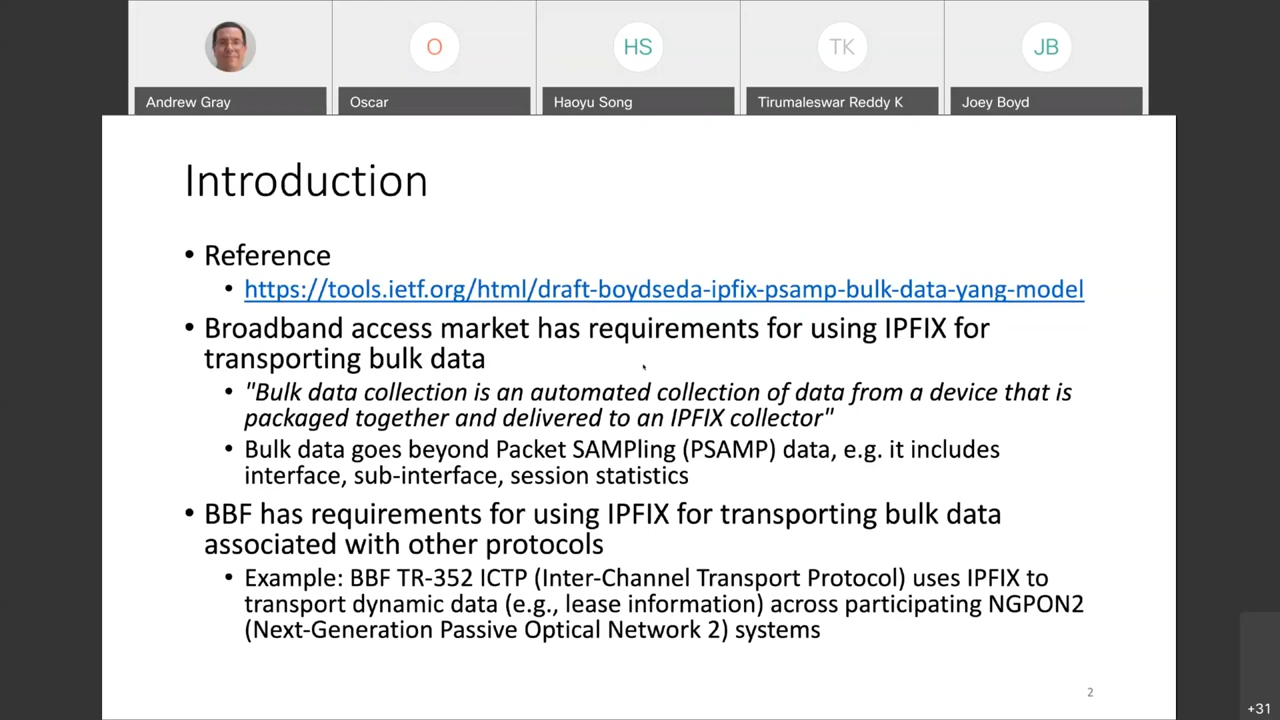 O
HS
TK
JB
Andrew Gray
Oscar
Haoyu Song
Tirumaleswar Reddy K
Joey Boyd
Introduction
• Reference
• https://tools.ietf.org/html/draft-boydseda-ipfix-psamp-bulk-data-yang-model
• Broadband access market has requirements for using IPFIX for
transporting bulk data
• "Bulk data collection is an automated collection of data from a device that is
packaged together and delivered to an IPFIX collector"
• Bulk data goes beyond Packet SAMPling (PSAMP) data, e.g. it includes
interface, sub-interface, session statistics
• BBF has requirements for using IPFIX for transporting bulk data
associated with other protocols
• Example: BBF TR-352 ICTP (Inter-Channel Transport Protocol) uses IPFIX to
transport dynamic data (e.g., lease information) across participating NGPON2
(Next-Generation Passive Optical Network 2) systems
2
+31